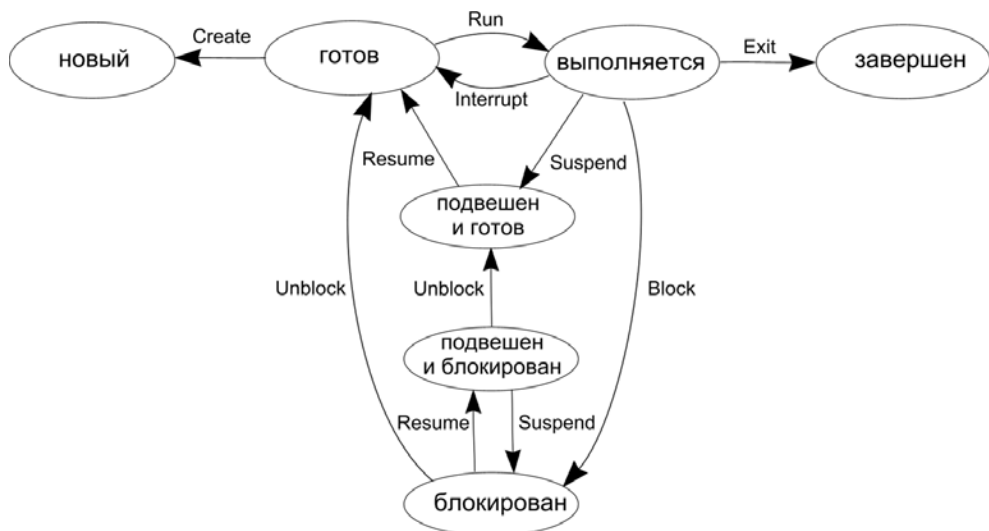 Run
Create
новый
готов
выполняется
Exit
завершен
Interrupt
Resume
Suspend
подвешен
и готов
Unblock
Unblock
Block
подвешен
и блокирован
Resume
Suspend
блокирован